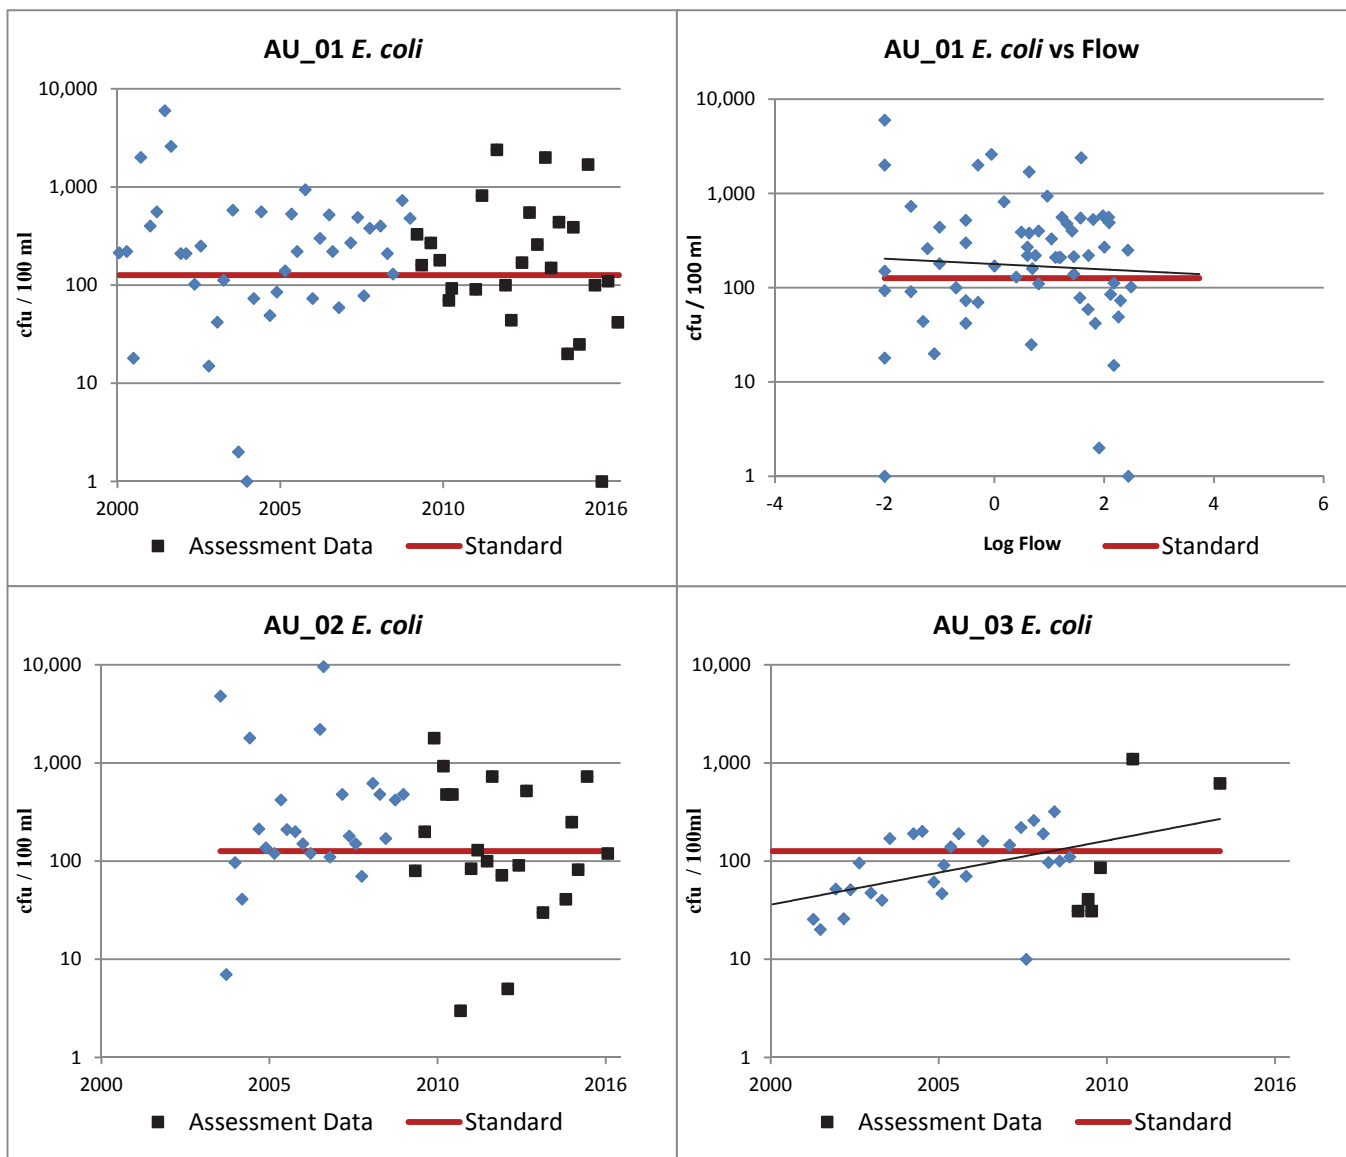 AU_01 E. coli
10,000
1,000
100
10
1
cfu / 100 ml
2000 2005 2010 2016
Assessment Data Standard
AU_01 E. coli vs Flow
10,000
1,000
100
10
1
cfu / 100 ml
-4 -2 0 2 4 6
Log Flow Standard
AU_02 E. coli
10,000
1,000
100
10
1
cfu / 100 ml
2000 2005 2010 2016
Assessment Data Standard
AU_03 E. coli
10,000
1,000
100
10
1
cfu / 100ml
2000 2005 2010 2016
Assessment Data Standard